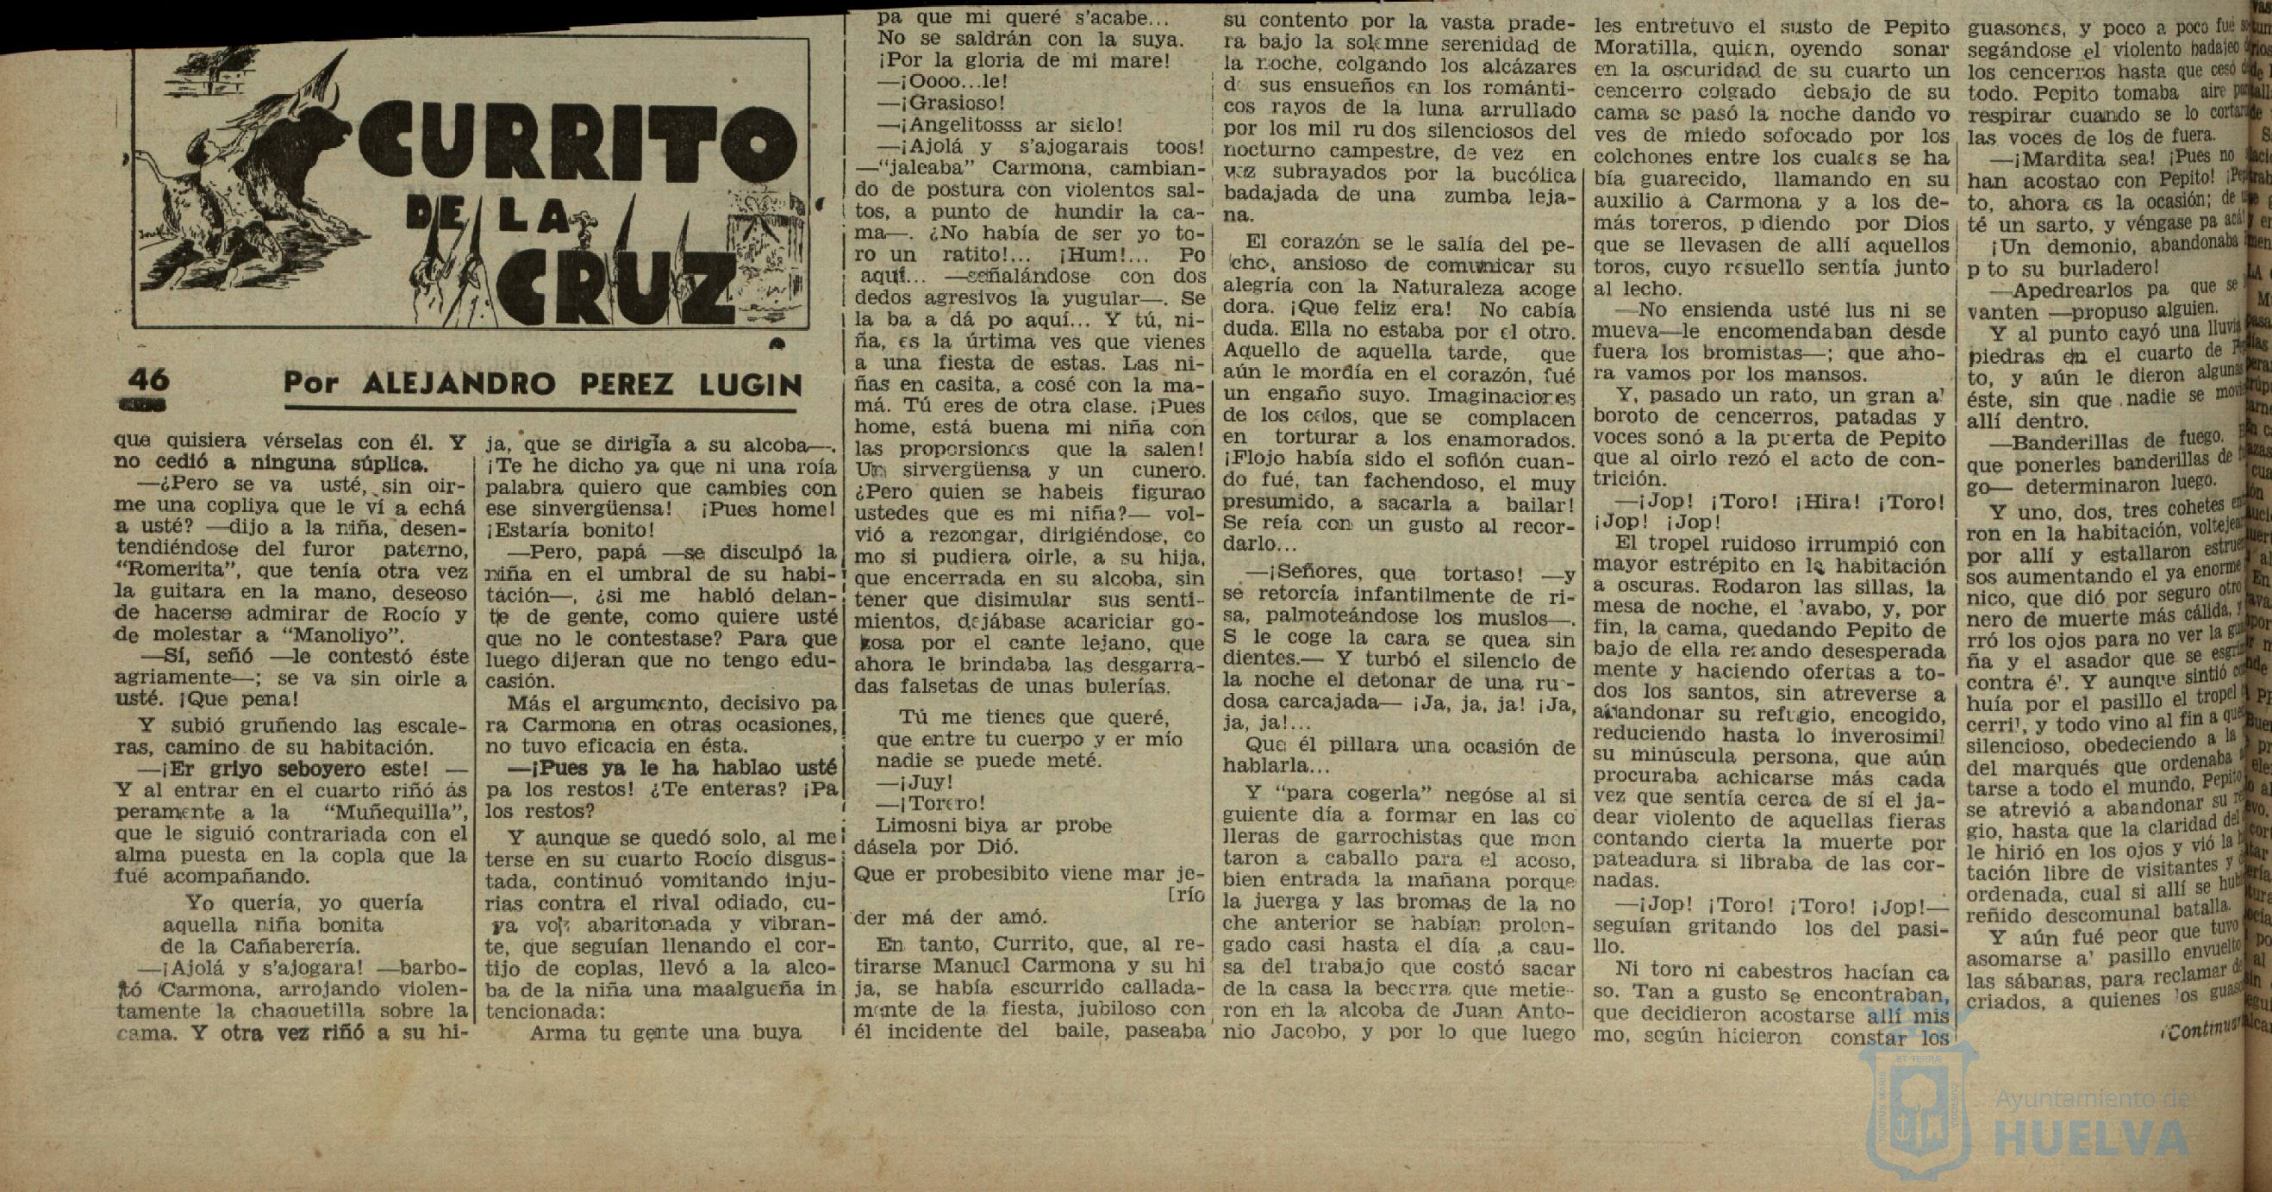 CURRITO
DE LA
CRUZ
46
Por ALEJANDRO PEREZ LUGIN
que quisiera vérselas con él. Y
no cedió a ninguna súplica.
—¿Pero se va usté, sin oir-
me una copliya que le ví a echá
a usté? —dijo a la niña, desen-
tendiéndose del furor paterno,
"Romerita", que tenía otra vez
la guitara en la mano, deseoso
de hacerse admirar de Rocío y
de molestar a "Manoliyo".
—Sí, señó —le contestó éste
agriamente—; se va sin oirle a
usté. ¡Que pena!
Y subió gruñendo las escale-
ras, camino de su habitación.
—¡Er griyo seboyero este! —
Y al entrar en el cuarto riñó ás
peramente a la "Muñequilla",
que le siguió contrariada con el
alma puesta en la copla que la
fué acompañando.
Yo quería, yo quería
aquella niña bonita
de la Cañaberería.
—¡Ajolá y s'ajogara! —barbo-
tó Carmona, arrojando violen-
tamente la chaquetilla sobre la
cama. Y otra vez riñó a su hi-
ja, que se dirigía a su alcoba—.
¡Te he dicho ya que ni una roía
palabra quiero que cambies con
ese sinvergüensa! ¡Pues home!
¡Estaría bonito!
—Pero, papá —se disculpó la
niña en el umbral de su habi-
tación—, ¿si me habló delan-
te de gente, como quiere usté
que no le contestase? Para que
luego dijeran que no tengo edu-
casión.
Más el argumento, decisivo pa
ra Carmona en otras ocasiones,
no tuvo eficacia en ésta.
—¡Pues ya le ha hablao usté
pa los restos! ¿Te enteras? ¡Pa
los restos?
Y aunque se quedó solo, al me
terse en su cuarto Rocío disgus-
tada, continuó vomitando inju-
rias contra el rival odiado, cu-
ya voz abaritonada y vibran-
te, que seguían llenando el cor-
tijo de coplas, llevó a la alco-
ba de la niña una maalgueña in
tencionada:
Arma tu gente una buya
pa que mi queré s'acabe...
No se saldrán con la suya.
¡Por la gloria de mi mare!
—¡Oooo...le!
—¡Grasioso!
—¡Angelitosss ar sielo!
—¡Ajolá y s'ajogarais toos!
—"jaleaba" Carmona, cambian-
do de postura con violentos sal-
tos, a punto de hundir la ca-
ma—. ¿No había de ser yo to-
ro un ratito!... ¡Hum!... Po
aquí... —señalándose con dos
dedos agresivos la yugular—. Se
la ba a dá po aquí... Y tú, ni-
ña, es la úrtima ves que vienes
a una fiesta de estas. Las ni-
ñas en casita, a cosé con la ma-
má. Tú eres de otra clase. ¡Pues
home, está buena mi niña con
las proporsiones que la salen!
Un sirvergüensa y un cunero.
¿Pero quien se habeis figurao
ustedes que es mi niña?— vol-
vió a rezongar, dirigiéndose, co
mo si pudiera oirle, a su hija,
que encerrada en su alcoba, sin
tener que disimular sus senti-
mientos, dejábase acariciar go-
zosa por el cante lejano, que
ahora le brindaba las desgarra-
das falsetas de unas bulerías.
Tú me tienes que queré,
que entre tu cuerpo y er mío
nadie se puede meté.
—¡Juy!
—¡Torero!
Limosni biya ar probe
dásela por Dió.
Que er probesibito viene mar je-
[río
der má der amó.
En tanto, Currito, que, al re-
tirarse Manuel Carmona y su hi
ja, se había escurrido callada-
mente de la fiesta, jubiloso con
él incidente del baile, paseaba
su contento por la vasta prade-
ra bajo la solemne serenidad de
la noche, colgando los alcázares
de sus ensueños en los románti-
cos rayos de la luna arrullado
por los mil ru dos silenciosos del
nocturno campestre, de vez en
vez subrayados por la bucólica
badajada de una zumba leja-
na.
El corazón se le salía del pe-
cho, ansioso de comunicar su
alegría con la Naturaleza acoge
dora. ¡Que feliz era! No cabía
duda. Ella no estaba por el otro.
Aquello de aquella tarde, que
aún le mordía en el corazón, fué
un engaño suyo. Imaginaciones
de los celos, que se complacen
en torturar a los enamorados.
¡Flojo había sido el sofión cuan-
do fué, tan fachendoso, el muy
presumido, a sacarla a bailar!
Se reía con un gusto al recor-
darlo...
—¡Señores, que tortaso! —y
se retorcía infantilmente de ri-
sa, palmoteándose los muslos—.
S le coge la cara se quea sin
dientes.— Y turbó el silencio de
la noche el detonar de una ru-
dosa carcajada— ¡Ja, ja, ja! ¡Ja,
ja, ja!...
Que él pillara una ocasión de
hablarla...
Y "para cogerla" negóse al si
guiente día a formar en las co
lleras de garrochistas que mon
taron a caballo para el acoso,
bien entrada la mañana porque
la juerga y las bromas de la no
che anterior se habían prolon-
gado casi hasta el día ,a cau-
sa del trabajo que costó sacar
de la casa la becerra que metie-
ron en la alcoba de Juan Anto-
nio Jacobo, y por lo que luego
les entretuvo el susto de Pepito
Moratilla, quien, oyendo sonar
en la oscuridad de su cuarto un
cencerro colgado debajo de su
cama se pasó la noche dando vo
ves de miedo sofocado por los
colchones entre los cuales se ha
bía guarecido, llamando en su
auxilio a Carmona y a los de-
más toreros, p diendo por Dios
que se llevasen de allí aquellos
toros, cuyo resuello sentía junto
al lecho.
—No ensienda usté lus ni se
mueva—le encomendaban desde
fuera los bromistas—; que aho-
ra vamos por los mansos.
Y, pasado un rato, un gran a'
boroto de cencerros, patadas y
voces sonó a la puerta de Pepito
que al oirlo rezó el acto de con-
trición.
—¡Jop! ¡Toro! ¡Hira! ¡Toro!
¡Jop! ¡Jop!
El tropel ruidoso irrumpió con
mayor estrépito en la habitación
a oscuras. Rodaron las sillas, la
mesa de noche, el 'avabo, y, por
fin, la cama, quedando Pepito de
bajo de ella rezando desesperada
mente y haciendo ofertas a to-
dos los santos, sin atreverse a
abandonar su refugio, encogido,
reduciendo hasta lo inverosimil
su minúscula persona, que aún
procuraba achicarse más cada
vez que sentía cerca de sí el ja-
dear violento de aquellas fieras
contando cierta la muerte por
pateadura si libraba de las cor-
nadas.
—¡Jop! ¡Toro! ¡Toro! ¡Jop!—
seguían gritando los del pasi-
llo.
Ni toro ni cabestros hacían ca
so. Tan a gusto se encontraban,
que decidieron acostarse allí mis
mo, según hicieron constar los
guasones, y poco a poco fué
segándose el violento badajeo
los cencerros hasta que cesó
todo. Pepito tomaba aire
respirar cuando se lo cortar
las voces de los de fuera.
—¡Mardita sea! ¡Pues no
han acostao con Pepito!
to, ahora es la ocasión; de
té un sarto, y véngase pa acá
¡Un demonio, abandonaba
p to su burladero!
—Apedrearlos pa que se
vanten —propuso alguien.
Y al punto cayó una lluvia
piedras en el cuarto de
to, y aún le dieron algunas
éste, sin que nadie se
allí dentro.
—Banderillas de fuego.
que ponerles banderillas de
go— determinaron luego.
Y uno, dos, tres cohetes
ron en la habitación,
por allí y estallaron
sos aumentando el ya enorme
nico, que dió por seguro otro
nero de muerte más cálida,
rró los ojos para no ver la
ña y el asador que se
contra é'. Y aunque sintió
huía por el pasillo el tropel
cerri', y todo vino al fin a
silencioso, obedeciendo a la
del marqués que ordenaba
tarse a todo el mundo, Pepito
se atrevió a abandonar su
gio, hasta que la claridad del
le hirió en los ojos y vió la
tación libre de visitantes y
ordenada, cual si allí se
reñido descomunal batalla.
Y aún fué peor que tuvo
asomarse a' pasillo envuelto
las sábanas, para reclamar
criados, a quienes 'os
Ayuntamiento de
HUELVA